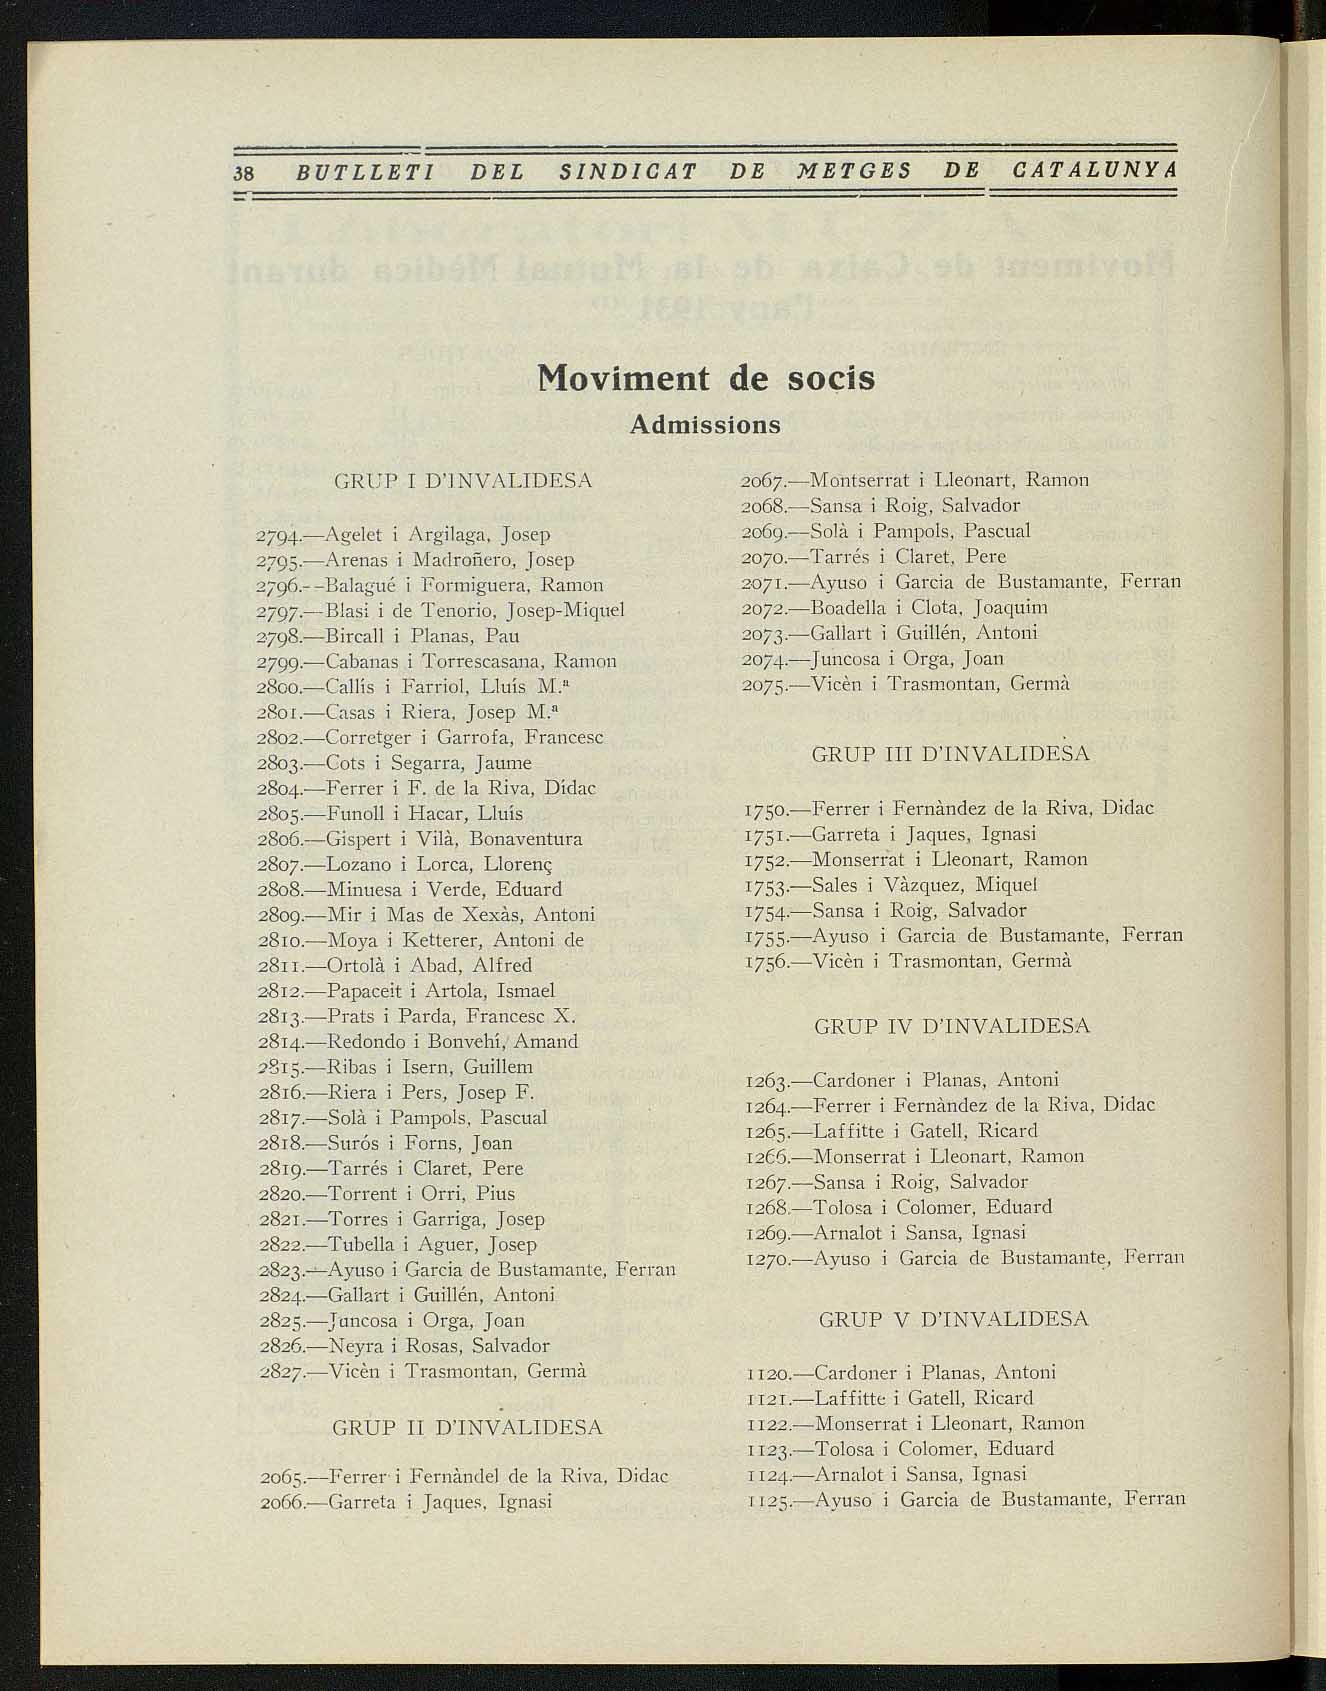 38 BUTLLETI DEL SINDICAT DE METGES DE CATALUNYA
Moviment de socis
Admissions
GRUP I D'INVALIDESA
2794.—Agelet i Argilaga, Josep
2795.—Arenas i Madroñero, Josep
2796.--Balagué i Formiguera, Ramon
2797.—Blasi i de Tenorio, Josep-Miquel
2798.—Bircall i Planas, Pau
2799.—Cabanas i Torrescasana, Ramon
2800.—Callís i Farriol, Lluís M.ª
2801.—Casas i Riera, Josep M.ª
2802.—Corretger i Garrofa, Francesc
2803.—Cots i Segarra, Jaume
2804.—Ferrer i F. de la Riva, Dídac
2805.—Funoll i Hacar, Lluís
2806.—Gispert i Vilà, Bonaventura
2807.—Lozano i Lorca, Llorenç
2808.—Minuesa i Verde, Eduard
2809.—Mir i Mas de Xexàs, Antoni
2810.—Moya i Ketterer, Antoni de
2811.—Ortolà i Abad, Alfred
2812.—Papaceit i Artola, Ismael
2813.—Prats i Parda, Francesc X.
2814.—Redondo i Bonvehí, Amand
2815.—Ribas i Isern, Guillem
2816.—Riera i Pers, Josep F.
2817.—Solà i Pampols, Pascual
2818.—Surós i Forns, Joan
2819.—Tarrés i Claret, Pere
2820.—Torrent i Orri, Pius
2821.—Torres i Garriga, Josep
2822.—Tubella i Aguer, Josep
2823.—Ayuso i Garcia de Bustamante, Ferran
2824.—Gallart i Guillén, Antoni
2825.—Juncosa i Orga, Joan
2826.—Neyra i Rosas, Salvador
2827.—Vicèn i Trasmontan, Germà
GRUP II D'INVALIDESA
2065.—Ferrer i Fernàndel de la Riva, Didac
2066.—Garreta i Jaques, Ignasi
2067.—Montserrat i Lleonart, Ramon
2068.—Sansa i Roig, Salvador
2069.—Solà i Pampols, Pascual
2070.—Tarrés i Claret, Pere
2071.—Ayuso i Garcia de Bustamante, Ferran
2072.—Boadella i Clota, Joaquim
2073.—Gallart i Guillén, Antoni
2074.—Juncosa i Orga, Joan
2075.—Vicèn i Trasmontan, Germà
GRUP III D'INVALIDESA
1750.—Ferrer i Fernàndez de la Riva, Didac
1751.—Garreta i Jaques, Ignasi
1752.—Monserrat i Lleonart, Ramon
1753.—Sales i Vàzquez, Miquel
1754.—Sansa i Roig, Salvador
1755.—Ayuso i Garcia de Bustamante, Ferran
1756.—Vicèn i Trasmontan, Germà
GRUP IV D'INVALIDESA
1263.—Cardoner i Planas, Antoni
1264.—Ferrer i Fernàndez de la Riva, Didac
1265.—Laffitte i Gatell, Ricard
1266.—Monserrat i Lleonart, Ramon
1267.—Sansa i Roig, Salvador
1268.—Tolosa i Colomer, Eduard
1269.—Arnalot i Sansa, Ignasi
1270.—Ayuso i Garcia de Bustamante, Ferran
GRUP V D'INVALIDESA
1120.—Cardoner i Planas, Antoni
1121.—Laffitte i Gatell, Ricard
1122.—Monserrat i Lleonart, Ramon
1123.—Tolosa i Colomer, Eduard
1124.—Arnalot i Sansa, Ignasi
1125.—Ayuso i Garcia de Bustamante, Ferran